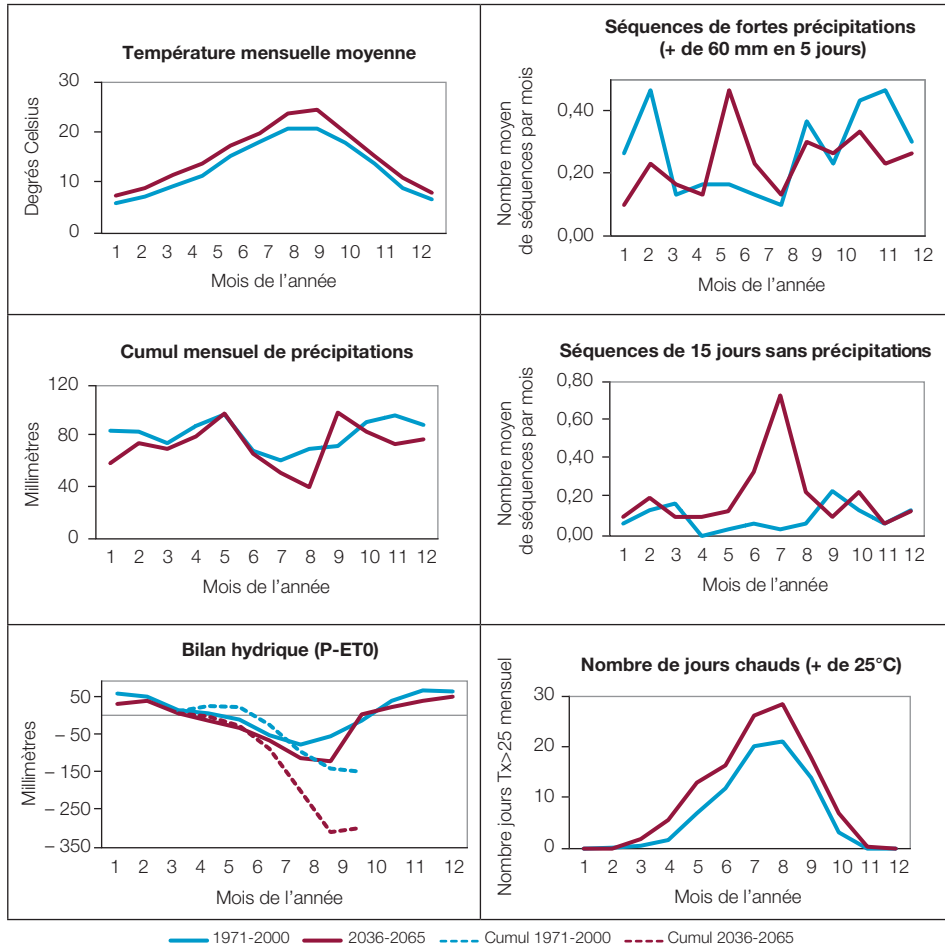 Température mensuelle moyenne
Degrés Celsius
30
20
10
0
1 2 3 4 5 6 7 8 9 10 11 12
Mois de l'année
Séquences de fortes précipitations
(+ de 60 mm en 5 jours)
Nombre moyen
de séquences par mois
0,40
0,20
0,00
1 2 3 4 5 6 7 8 9 10 11 12
Mois de l'année
Cumul mensuel de précipitations
Millimètres
120
80
40
0
1 2 3 4 5 6 7 8 9 10 11 12
Mois de l'année
Séquences de 15 jours sans précipitations
Nombre moyen
de séquences par mois
0,80
0,60
0,40
0,20
0,00
1 2 3 4 5 6 7 8 9 10 11 12
Mois de l'année
Bilan hydrique (P-ET0)
Millimètres
50
– 50
– 150
– 250
– 350
1 2 3 4 5 6 7 8 9 10 11 12
Mois de l'année
Nombre de jours chauds (+ de 25°C)
Nombre jours Tx>25 mensuel
30
20
10
0
1 2 3 4 5 6 7 8 9 10 11 12
Mois de l'année
1971-2000 2036-2065 Cumul 1971-2000 Cumul 2036-2065